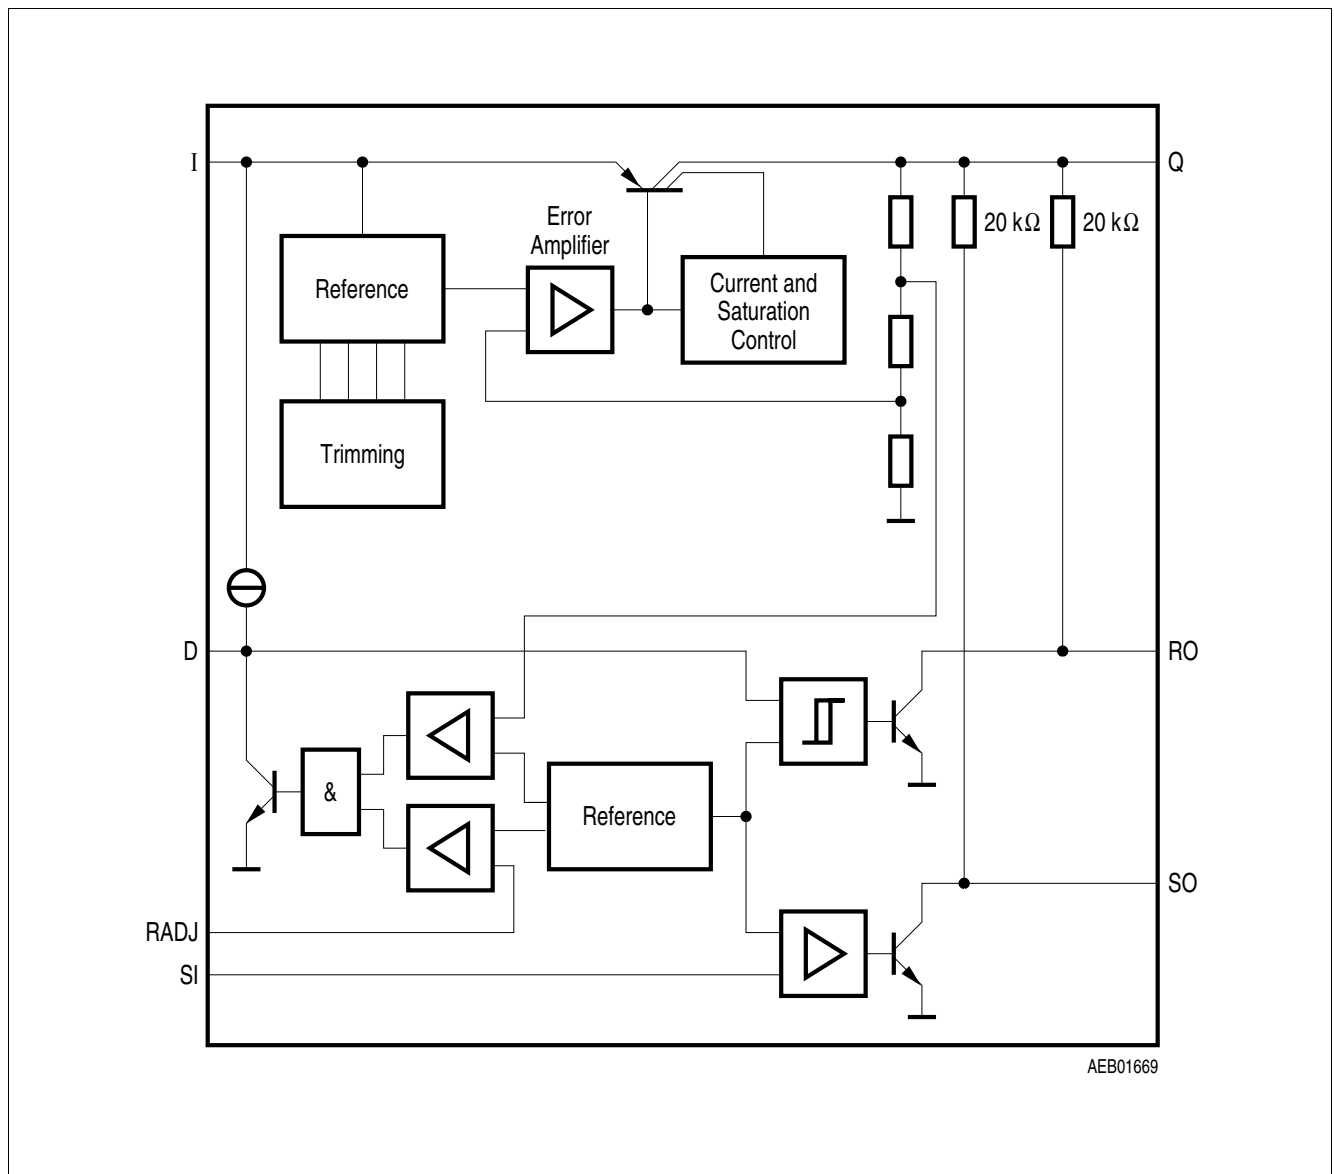 I
Q
Error
Amplifier
20 kΩ
20 kΩ
Reference
Current and
Saturation
Control
Trimming
D
RO
&
Reference
SO
RADJ
SI
AEB01669